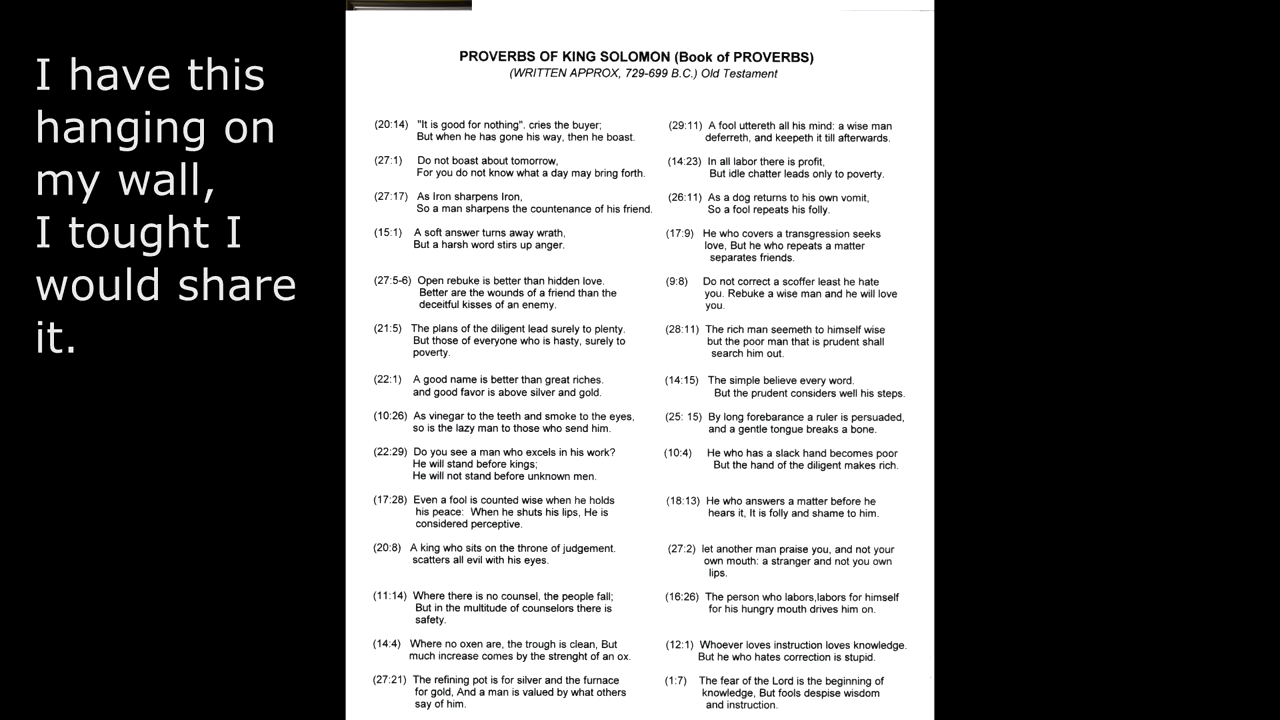 I have this
hanging on
my wall,
I tought I
would share
it.
PROVERBS OF KING SOLOMON (Book of PROVERBS)
(WRITTEN APPROX, 729-699 B.C.) Old Testament
(20:14) "It is good for nothing". cries the buyer;
But when he has gone his way, then he boast.
(27:1) Do not boast about tomorrow,
For you do not know what a day may bring forth.
(27:17) As Iron sharpens Iron,
So a man sharpens the countenance of his friend.
(15:1) A soft answer turns away wrath,
But a harsh word stirs up anger.
(27:5-6) Open rebuke is better than hidden love.
Better are the wounds of a friend than the
deceitful kisses of an enemy.
(21:5) The plans of the diligent lead surely to plenty.
But those of everyone who is hasty, surely to
poverty.
(22:1) A good name is better than great riches.
and good favor is above silver and gold.
(10:26) As vinegar to the teeth and smoke to the eyes,
so is the lazy man to those who send him.
(22:29) Do you see a man who excels in his work?
He will stand before kings;
He will not stand before unknown men.
(17:28) Even a fool is counted wise when he holds
his peace: When he shuts his lips, He is
considered perceptive.
(20:8) A king who sits on the throne of judgement.
scatters all evil with his eyes.
(11:14) Where there is no counsel, the people fall;
But in the multitude of counselors there is
safety.
(14:4) Where no oxen are, the trough is clean, But
much increase comes by the strenght of an ox.
(27:21) The refining pot is for silver and the furnace
for gold, And a man is valued by what others
say of him.
(29:11) A fool uttereth all his mind: a wise man
deferreth, and keepeth it till afterwards.
(14:23) In all labor there is profit,
But idle chatter leads only to poverty.
(26:11) As a dog returns to his own vomit,
So a fool repeats his folly.
(17:9) He who covers a transgression seeks
love, But he who repeats a matter
separates friends.
(9:8) Do not correct a scoffer least he hate
you. Rebuke a wise man and he will love
you.
(28:11) The rich man seemeth to himself wise
but the poor man that is prudent shall
search him out.
(14:15) The simple believe every word.
But the prudent considers well his steps.
(25: 15) By long forebarance a ruler is persuaded,
and a gentle tongue breaks a bone.
(10:4) He who has a slack hand becomes poor
But the hand of the diligent makes rich.
(18:13) He who answers a matter before he
hears it, It is folly and shame to him.
(27:2) let another man praise you, and not your
own mouth: a stranger and not you own
lips.
(16:26) The person who labors,labors for himself
for his hungry mouth drives him on.
(12:1) Whoever loves instruction loves knowledge.
But he who hates correction is stupid.
(1:7) The fear of the Lord is the beginning of
knowledge, But fools despise wisdom
and instruction.